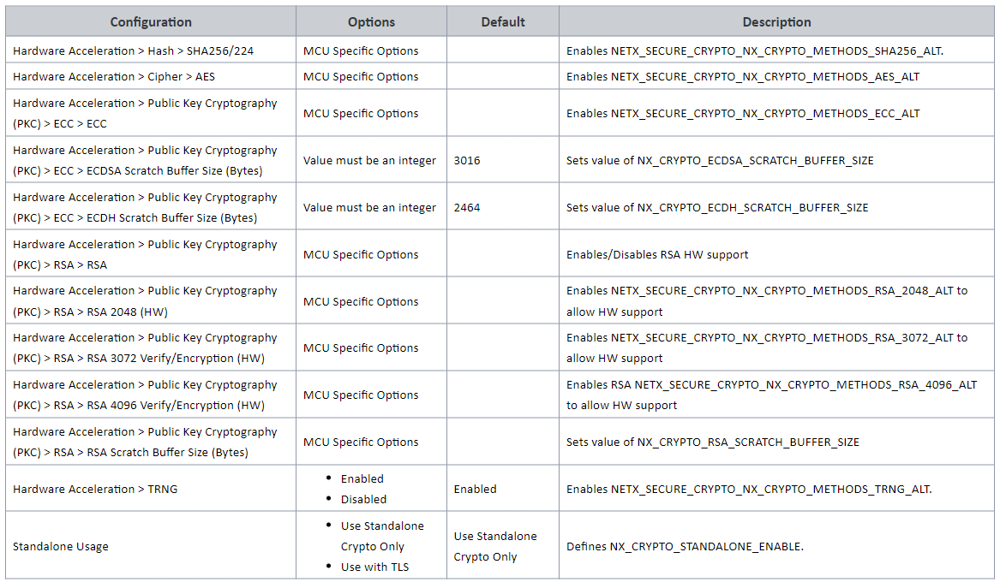 Configuration Options Default Description
Hardware Acceleration > Hash > SHA256/224 MCU Specific Options Enables NETX_SECURE_CRYPTO_NX_CRYPTO_METHODS_SHA256_ALT.
Hardware Acceleration > Cipher > AES MCU Specific Options Enables NETX_SECURE_CRYPTO_NX_CRYPTO_METHODS_AES_ALT
Hardware Acceleration > Public Key Cryptography
(PKC) > ECC > ECC
MCU Specific Options
Enables NETX_SECURE_CRYPTO_NX_CRYPTO_METHODS_ECC_ALT
Hardware Acceleration > Public Key Cryptography
(PKC) > ECC > ECDSA Scratch Buffer Size (Bytes)
Value must be an integer
3016
Sets value of NX_CRYPTO_ECDSA_SCRATCH_BUFFER_SIZE
Hardware Acceleration > Public Key Cryptography
(PKC) > ECC > ECDH Scratch Buffer Size (Bytes)
Value must be an integer
2464
Sets value of NX_CRYPTO_ECDH_SCRATCH_BUFFER_SIZE
Hardware Acceleration > Public Key Cryptography
(PKC) > RSA > RSA
MCU Specific Options
Enables/Disables RSA HW support
Hardware Acceleration > Public Key Cryptography
(PKC) > RSA > RSA 2048 (HW)
MCU Specific Options
Enables NETX_SECURE_CRYPTO_NX_CRYPTO_METHODS_RSA_2048_ALT to
allow HW support
Hardware Acceleration > Public Key Cryptography
(PKC) > RSA > RSA 3072 Verify/Encryption (HW)
MCU Specific Options
Enables NETX_SECURE_CRYPTO_NX_CRYPTO_METHODS_RSA_3072_ALT to
allow HW support
Hardware Acceleration > Public Key Cryptography
(PKC) > RSA > RSA 4096 Verify/Encryption (HW)
MCU Specific Options
Enables RSA NETX_SECURE_CRYPTO_NX_CRYPTO_METHODS_RSA_4096_ALT
to allow HW support
Hardware Acceleration > Public Key Cryptography
(PKC) > RSA > RSA Scratch Buffer Size (Bytes)
MCU Specific Options
Sets value of NX_CRYPTO_RSA_SCRATCH_BUFFER_SIZE
Hardware Acceleration > TRNG
• Enabled
• Disabled
Enabled
Enables NETX_SECURE_CRYPTO_NX_CRYPTO_METHODS_TRNG_ALT.
Standalone Usage
• Use Standalone
Crypto Only
• Use with TLS
Use Standalone
Crypto Only
Defines NX_CRYPTO_STANDALONE_ENABLE.